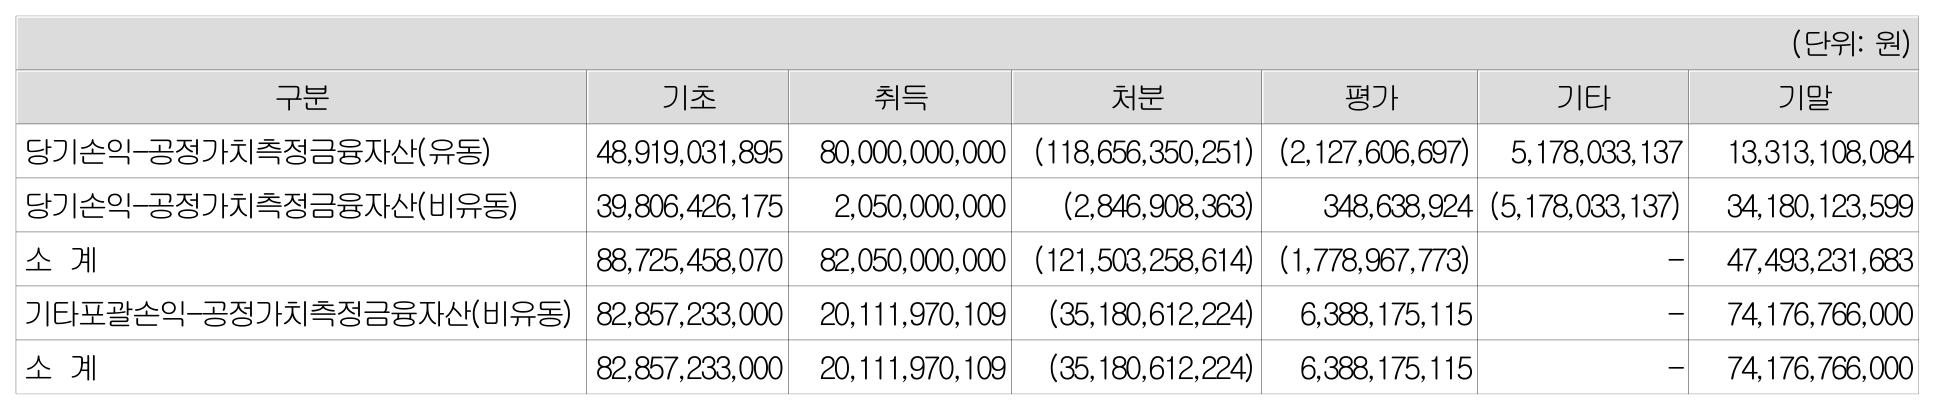 (단위: 원)
구분 기초 취득 처분 평가 기타 기말
당기손익-공정가치측정금융자산(유동) 48,919,031,895 80,000,000,000 (118,656,350,251) (2,127,606,697) 5,178,033,137 13,313,108,084
당기손익-공정가치측정금융자산(비유동) 39,806,426,175 2,050,000,000 (2,846,908,363) 348,638,924 (5,178,033,137) 34,180,123,599
소 계 88,725,458,070 82,050,000,000 (121,503,258,614) (1,778,967,773) - 47,493,231,683
기타포괄손익-공정가치측정금융자산(비유동) 82,857,233,000 20,111,970,109 (35,180,612,224) 6,388,175,115 - 74,176,766,000
소 계 82,857,233,000 20,111,970,109 (35,180,612,224) 6,388,175,115 - 74,176,766,000